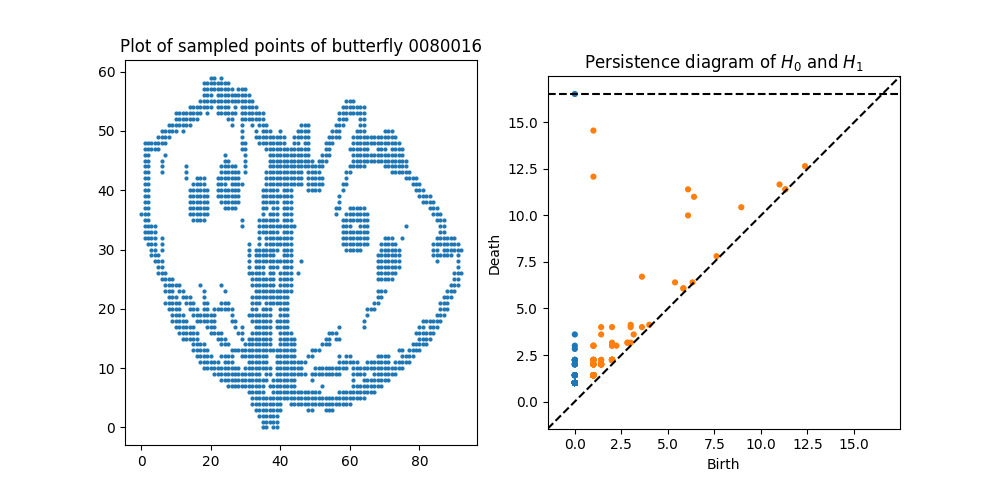 Plot of sampled points of butterfly 0080016
60
50
40
30
20
10
0
0 20 40 60 80
Persistence diagram of H₀ and H₁
15.0
12.5
10.0
7.5
5.0
2.5
0.0
Death
0.0 2.5 5.0 7.5 10.0 12.5 15.0
Birth